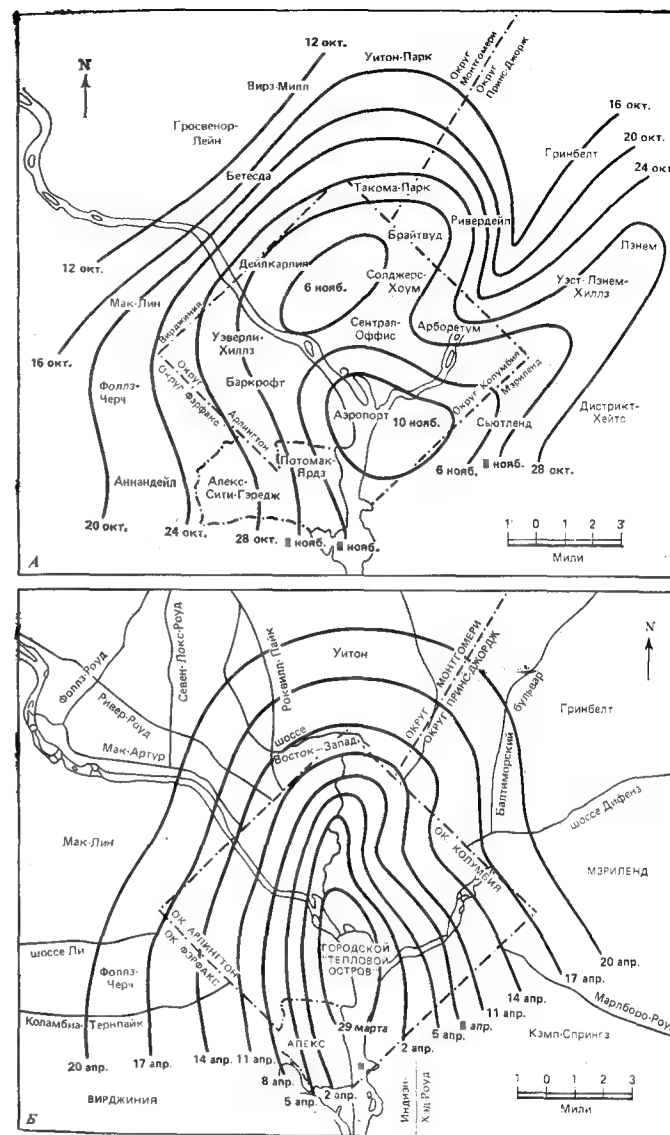 12 окт.
N
Уитон-Парк
Округ
Монтгомери
Округ
Принс-Джордж
Вирз-Милл
Гросвенор-
Лейн
16 окт.
20 окт.
24 окт.
Гринбелт
Бетесда
Такома-Парк
Ривердейл
Брайтвуд
Лэнем
12 окт.
Дейлкарлия
6 нояб.
Солджерс-
Хоум
Уэст-Лэнем-
Хиллз
Мак-Лин
Вирджиния
Сентрал-
Оффис
Арборетум
16 окт.
Уэверли-
Хиллз
Округ
Округ Фэрфакс
Арлингтон
Баркрофт
Округ Колумбия
Мэриленд
Фоллз-
Черч
Аэропорт
10 нояб.
Дистрикт-
Хейтс
Сьютленд
Аннандейл
Алекс-
Сити-Гэредж
Потомак-
Ярдз
6 нояб.
нояб.
28 окт.
20 окт.
24 окт.
28 окт.
нояб.
нояб.
1 0 1 2 3
Мили
А
N
Фоллз-Роуд
Севен-Локс-Роуд
Роквилл-Пайк
Уитон
ОКРУГ МОНТГОМЕРИ
ОКРУГ ПРИНС-ДЖОРДЖ
Балтиморский
бульвар
Гринбелт
Ривер-Роуд
шоссе
Восток-Запад
Мак-Артур
шоссе Дифенз
Мак-Лин
ОК. КОЛУМБИЯ
МЭРИЛЕНД
ОК. АРЛИНГТОН
ОК. ФЭРФАКС
шоссе Ли
ГОРОДСКОЙ
"ТЕПЛОВОЙ
ОСТРОВ"
Фоллз-
Черч
Коламбиа-Тернпайк
20 апр.
17 апр.
14 апр.
11 апр.
апр.
5 апр.
2 апр.
29 марта
Марлборо-Роуд
Кэмп-Спрингз
АЛЕКС
20 апр.
17 апр.
14 апр.
11 апр.
8 апр.
5 апр.
2 апр.
ВИРДЖИНИЯ
Индиэн-
Хэд Роуд
1 0 1 2 3
Мили
Б